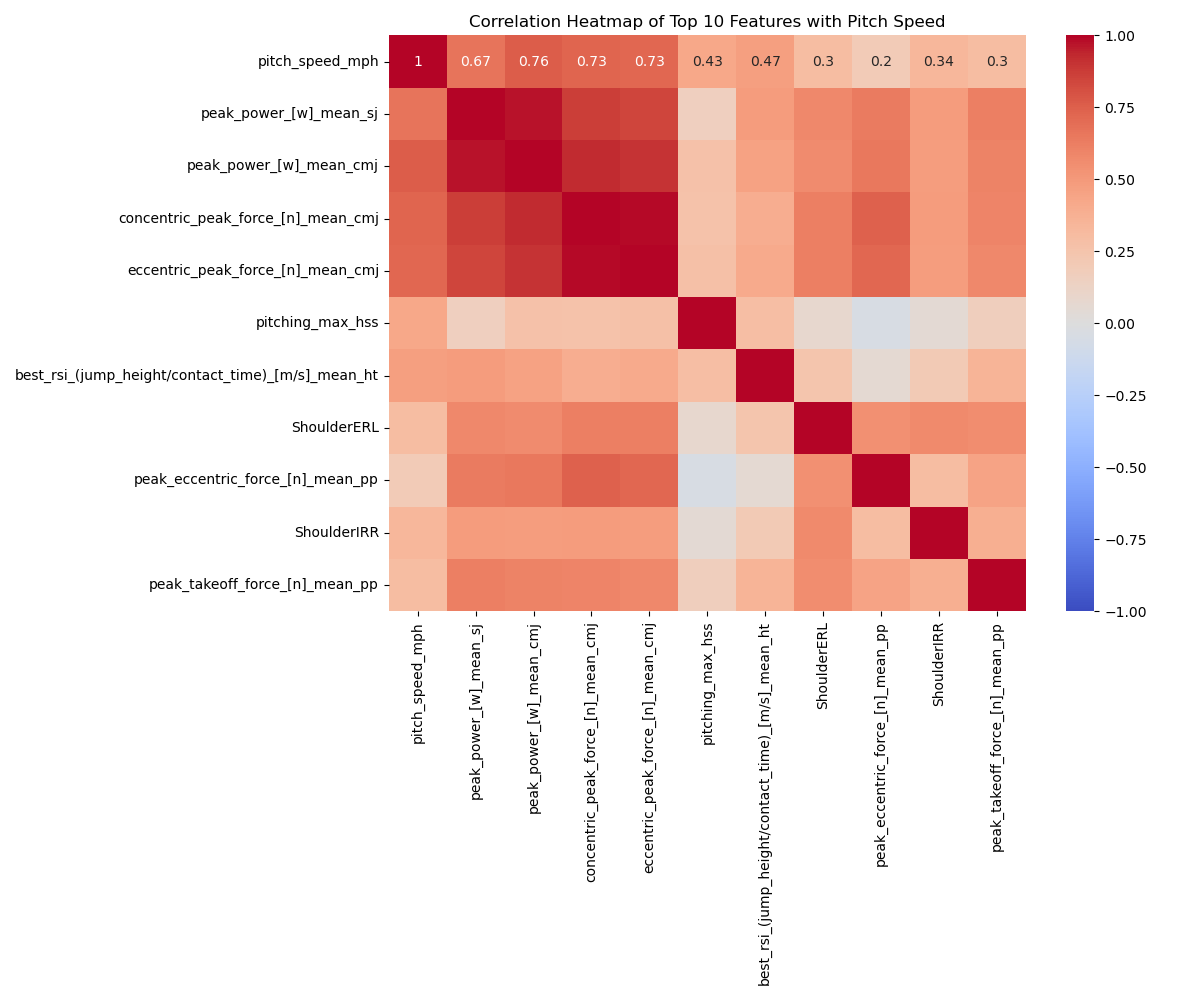 Correlation Heatmap of Top 10 Features with Pitch Speed
pitch_speed_mph 1 0.67 0.76 0.73 0.73 0.43 0.47 0.3 0.2 0.34 0.3
peak_power_[w]_mean_sj
peak_power_[w]_mean_cmj
concentric_peak_force_[n]_mean_cmj
eccentric_peak_force_[n]_mean_cmj
pitching_max_hss
best_rsi_(jump_height/contact_time)_[m/s]_mean_ht
ShoulderERL
peak_eccentric_force_[n]_mean_pp
ShoulderIRR
peak_takeoff_force_[n]_mean_pp
pitch_speed_mph
peak_power_[w]_mean_sj
peak_power_[w]_mean_cmj
concentric_peak_force_[n]_mean_cmj
eccentric_peak_force_[n]_mean_cmj
pitching_max_hss
best_rsi_(jump_height/contact_time)_[m/s]_mean_ht
ShoulderERL
peak_eccentric_force_[n]_mean_pp
ShoulderIRR
peak_takeoff_force_[n]_mean_pp
1.00
0.75
0.50
0.25
0.00
−0.25
−0.50
−0.75
−1.00